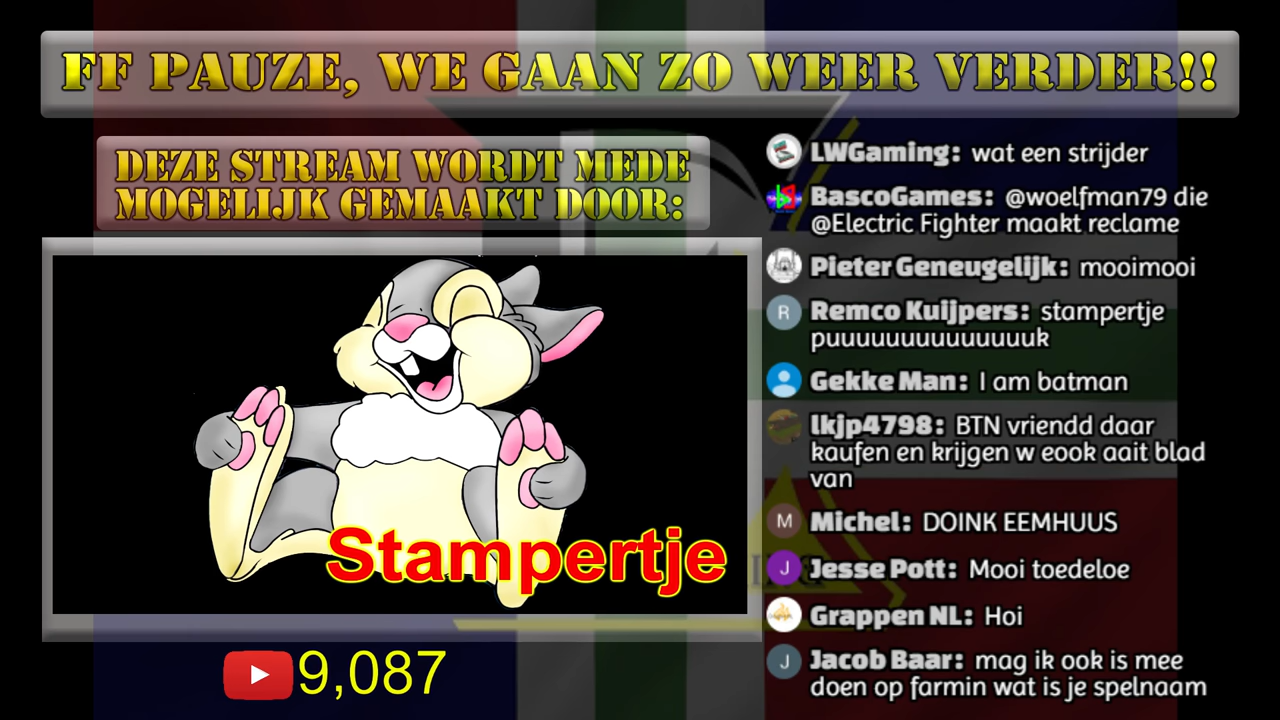 FF PAUZE, WE GAAN ZO WEER VERDER!!
DEZE STREAM WORDT MEDE
MOGELIJK GEMAAKT DOOR:
Stampertje
9,087
LWGaming: wat een strijder
BascoGames: @woelfman79 die
@Electric Fighter maakt reclame
Pieter Geneugelijk: mooimooi
R
Remco Kuijpers: stampertje
puuuuuuuuuuuuuuk
Gekke Man: I am batman
lkjp4798: BTN vriendd daar
kaufen en krijgen w eook aait blad
van
M
Michel: DOINK EEMHUUS
J
Jesse Pott: Mooi toedeloe
Grappen NL: Hoi
J
Jacob Baar: mag ik ook is mee
doen op farmin wat is je spelnaam